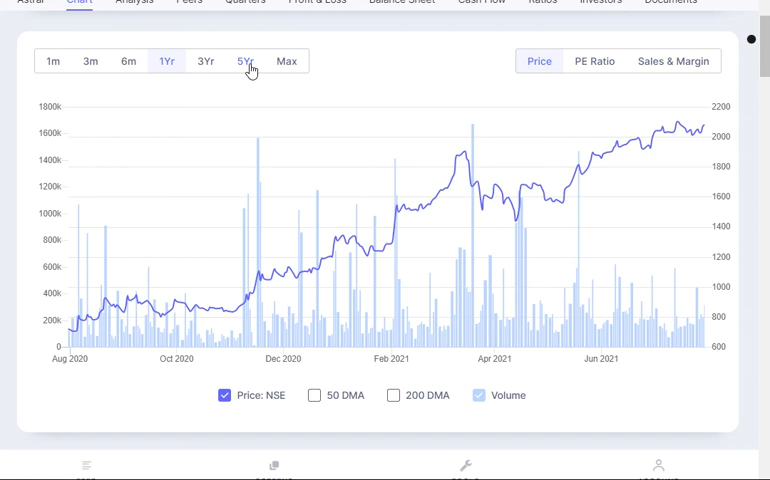 Astral Chart Analysis Peers Quarters Profit & Loss Balance Sheet Cash Flow Ratios Investors Documents
1m 3m 6m 1Yr 3Yr 5Yr Max Price PE Ratio Sales & Margin
1800k 2200
1600k 2000
1400k 1800
1200k 1600
1000k 1400
800k 1200
600k 1000
400k 800
200k 600
0
Aug 2020 Oct 2020 Dec 2020 Feb 2021 Apr 2021 Jun 2021
Price: NSE 50 DMA 200 DMA Volume